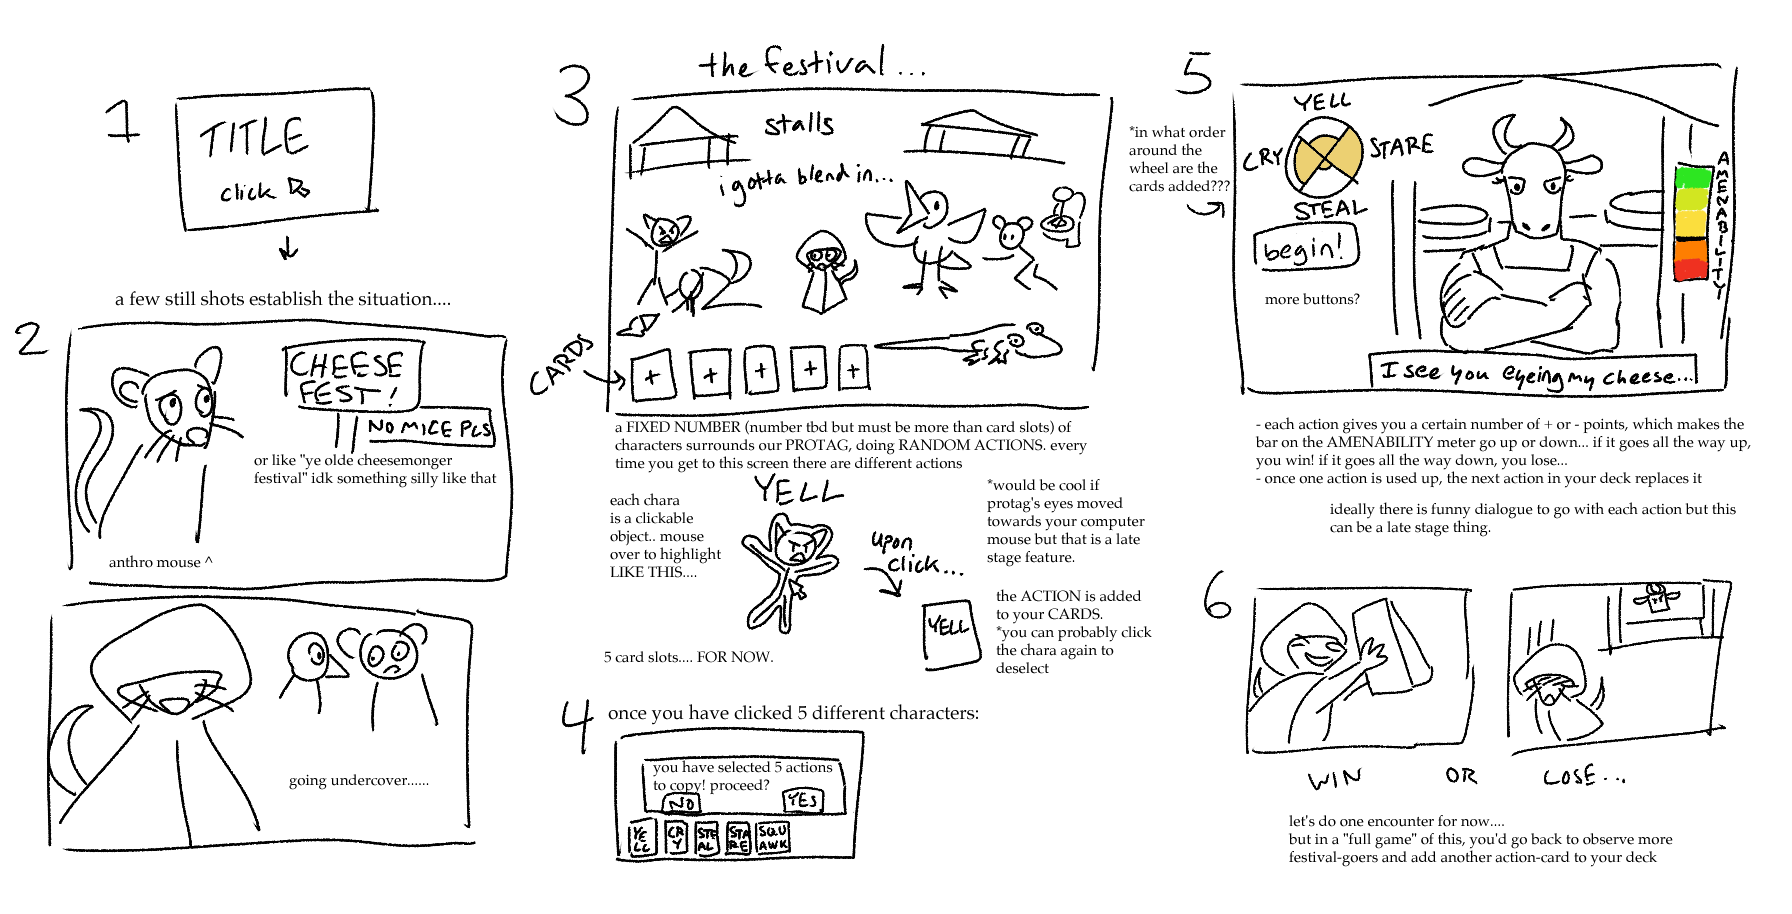 1
TITLE
click
a few still shots establish the situation....
2
CHEESE
FEST!
NO MICE PLS
or like "ye olde cheesemonger
festival" idk something silly like that
anthro mouse ^
going undercover......
3
the festival...
stalls
i gotta blend in...
CARDS
+ + + + +
a FIXED NUMBER (number tbd but must be more than card slots) of
characters surrounds our PROTAG, doing RANDOM ACTIONS. every
time you get to this screen there are different actions
each chara
is a clickable
object.. mouse
over to highlight
LIKE THIS....
YELL
upon
click...
*would be cool if
protag's eyes moved
towards your computer
mouse but that is a late
stage feature.
YELL
the ACTION is added
to your CARDS.
*you can probably click
the chara again to
deselect
5 card slots.... FOR NOW.
4
once you have clicked 5 different characters:
you have selected 5 actions
to copy! proceed?
NO
YES
YE
LL
CR
Y
STE
AL
STA
RE
SQU
AWK
5
*in what order
around the
wheel are the
cards added???
YELL
CRY
STARE
STEAL
begin!
more buttons?
AMENABILITY
I see you eyeing my cheese...
- each action gives you a certain number of + or - points, which makes the
bar on the AMENABILITY meter go up or down... if it goes all the way up,
you win! if it goes all the way down, you lose...
- once one action is used up, the next action in your deck replaces it
ideally there is funny dialogue to go with each action but this
can be a late stage thing.
6
WIN OR LOSE...
let's do one encounter for now....
but in a "full game" of this, you'd go back to observe more
festival-goers and add another action-card to your deck